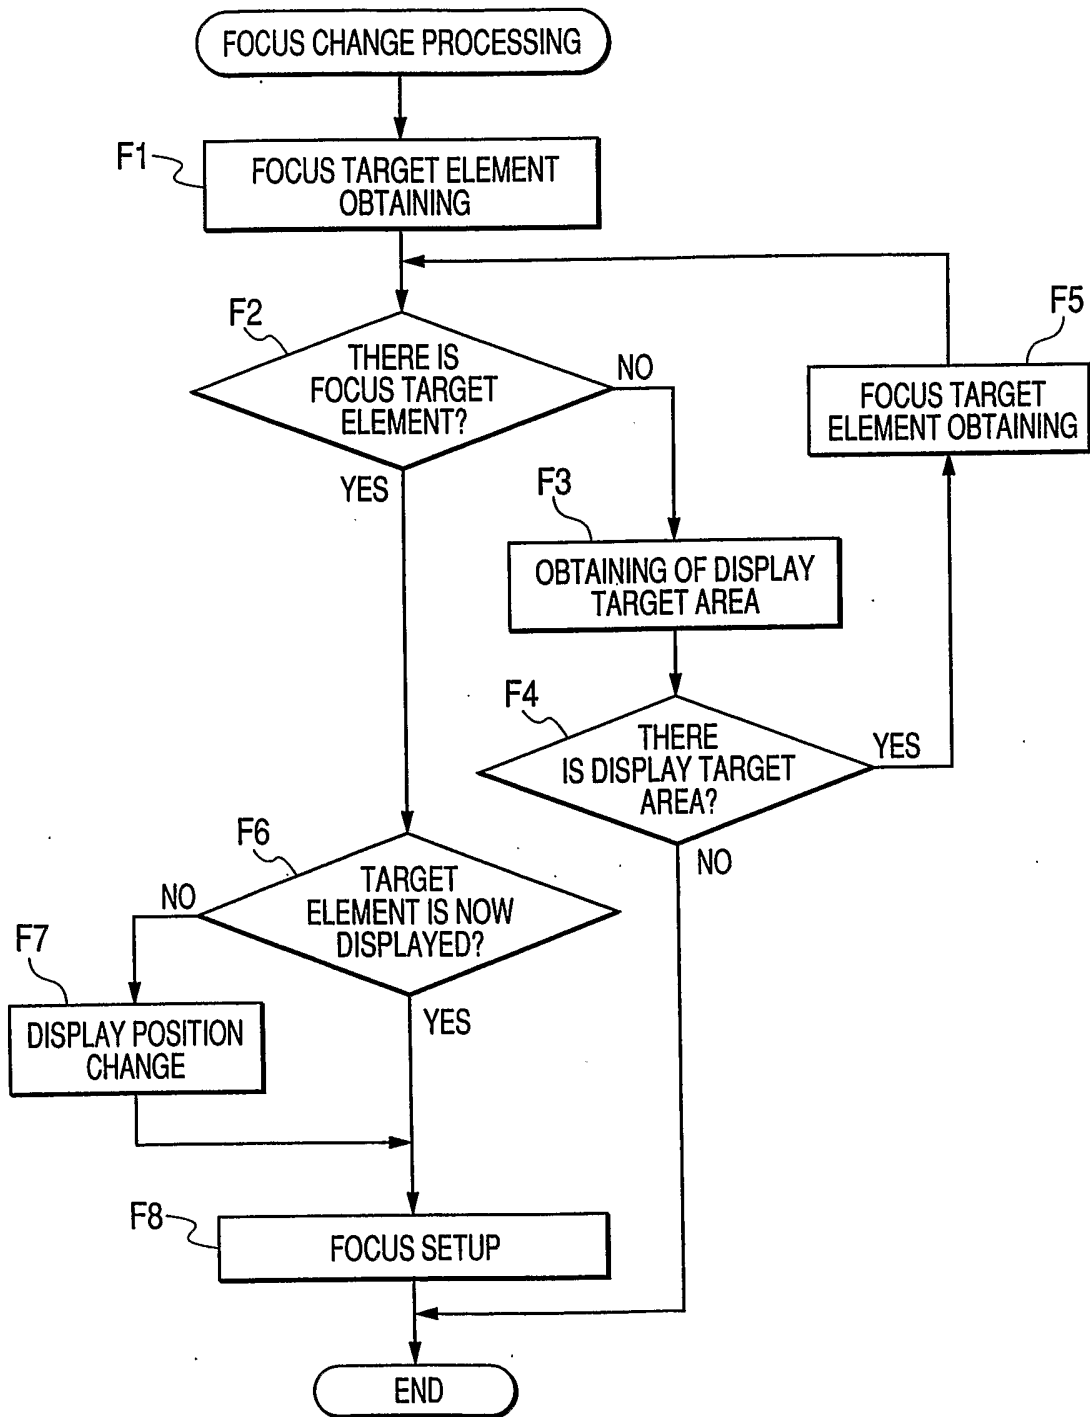 FOCUS CHANGE PROCESSING
F1
FOCUS TARGET ELEMENT
OBTAINING
F2
THERE IS
FOCUS TARGET
ELEMENT?
NO
YES
F5
FOCUS TARGET
ELEMENT OBTAINING
F3
OBTAINING OF DISPLAY
TARGET AREA
F4
THERE
IS DISPLAY TARGET
AREA?
YES
NO
F6
TARGET
ELEMENT IS NOW
DISPLAYED?
NO
YES
F7
DISPLAY POSITION
CHANGE
F8
FOCUS SETUP
END